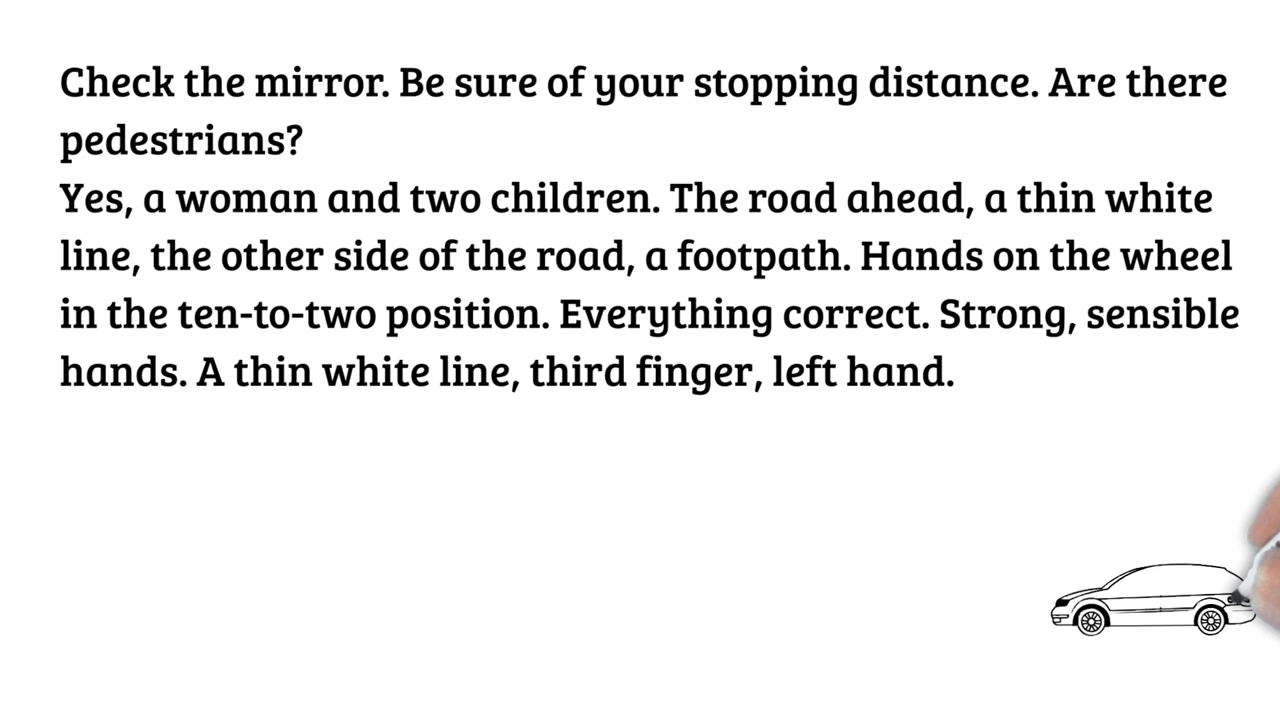 Check the mirror. Be sure of your stopping distance. Are there
pedestrians?
Yes, a woman and two children. The road ahead, a thin white
line, the other side of the road, a footpath. Hands on the wheel
in the ten-to-two position. Everything correct. Strong, sensible
hands. A thin white line, third finger, left hand.